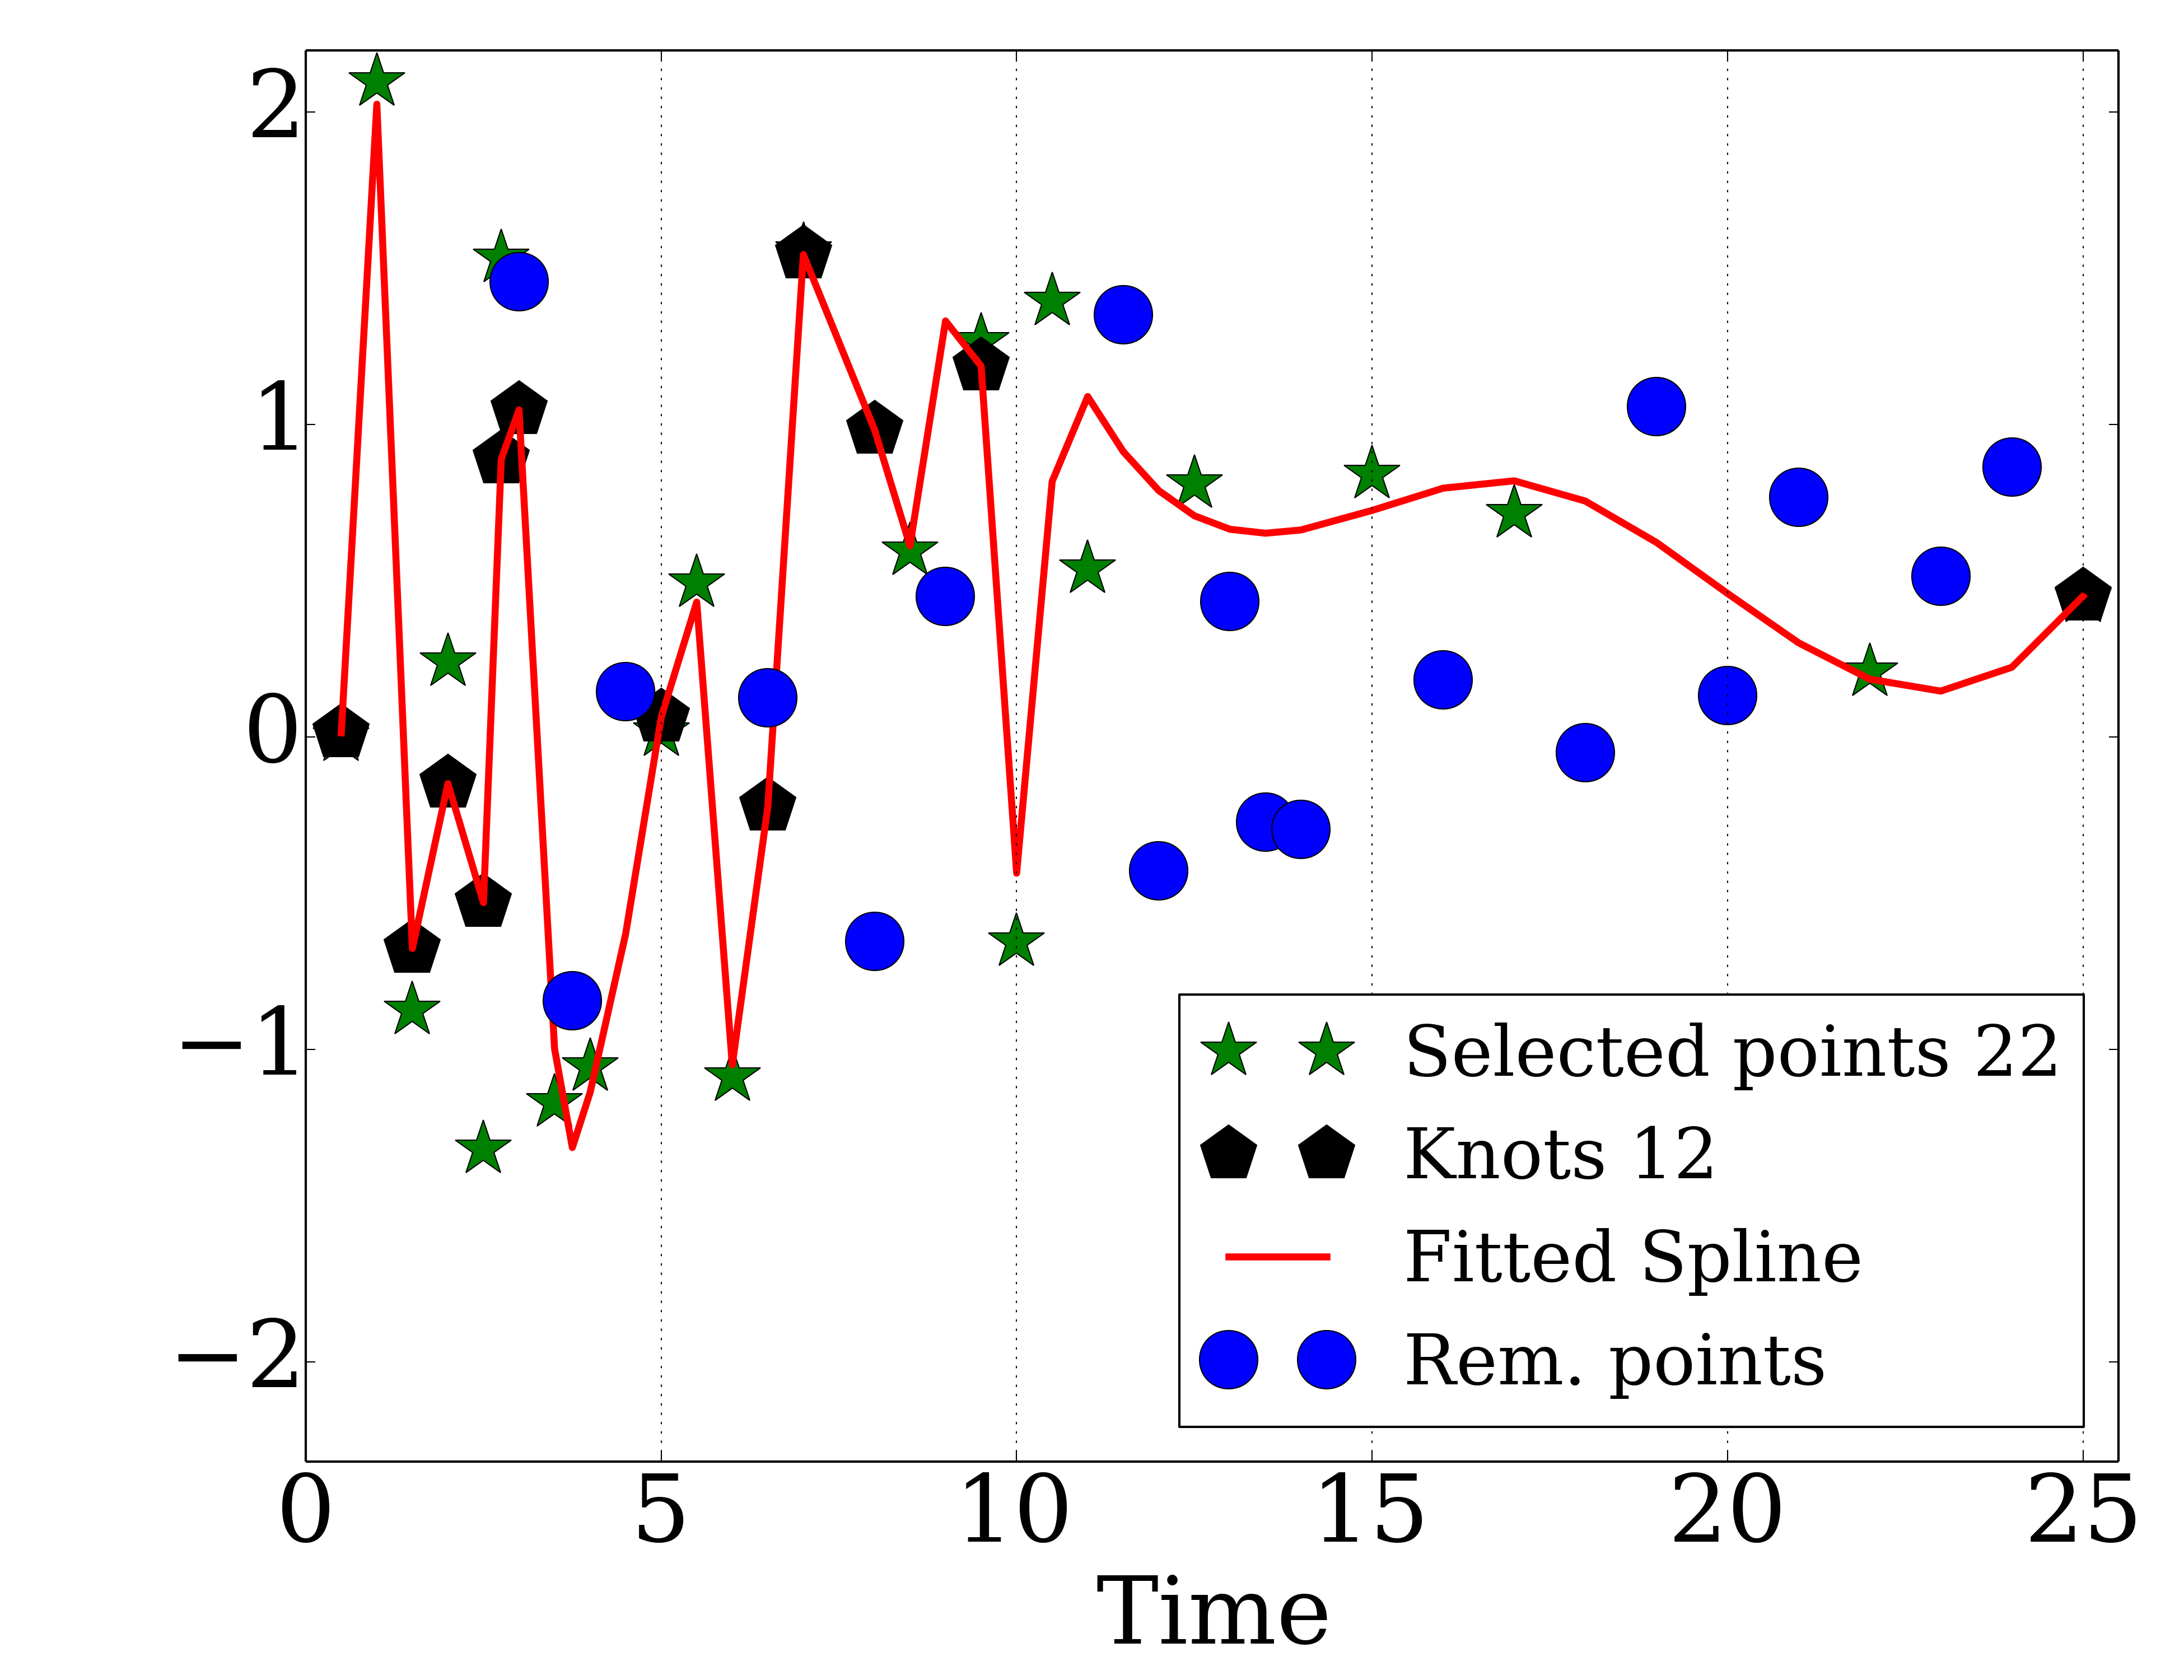 2
1
0
−1
−2
0 5 10 15 20 25
Time
Selected points 22
Knots 12
Fitted Spline
Rem. points